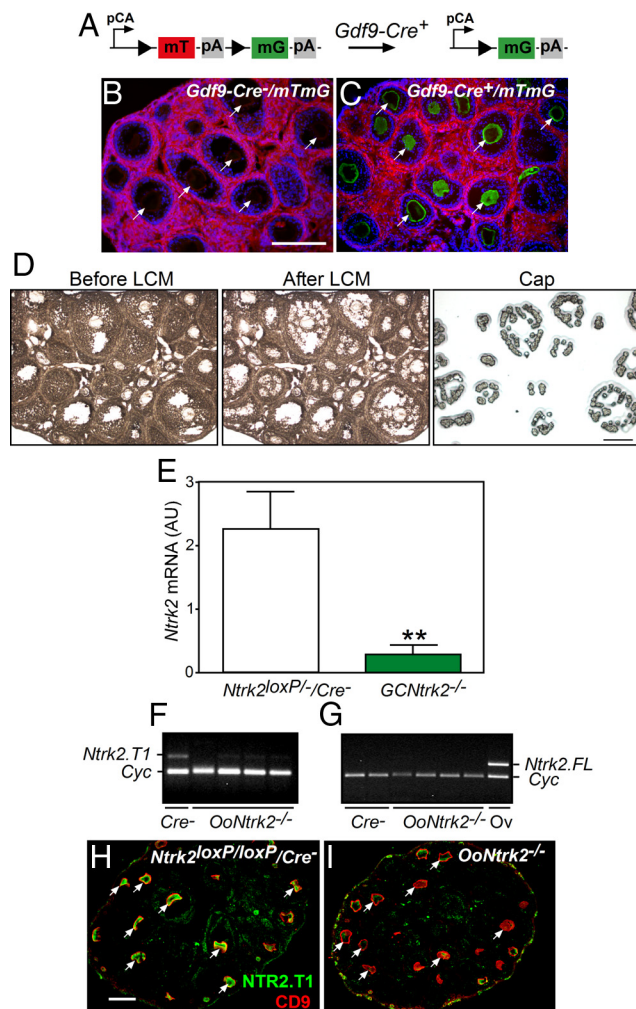 A
pCA
mT
-pA-
mG
-pA-
Gdf9-Cre+
pCA
mG
-pA-
B
Gdf9-Cre-/mTmG
C
Gdf9-Cre+/mTmG
D
Before LCM
After LCM
Cap
E
3
2
1
0
Ntrk2 mRNA (AU)
**
Ntrk2loxP/-/Cre-
GCNtrk2-/-
F
Ntrk2.T1
Cyc
Cre-
OoNtrk2-/-
G
Ntrk2.FL
Cyc
Cre-
OoNtrk2-/-
Ov
H
Ntrk2loxP/loxP/Cre-
NTR2.T1
CD9
I
OoNtrk2-/-